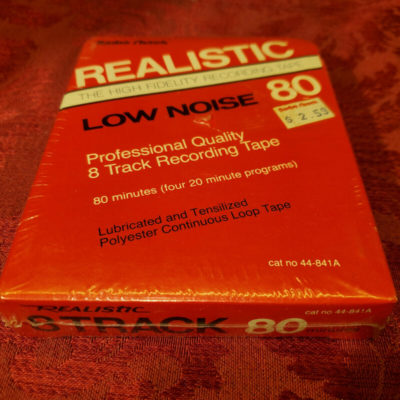 Radio Shack
REALISTIC
THE HIGH FIDELITY RECORDING TAPE
LOW NOISE 80
Radio Shack
$ 2.59
Professional Quality
8 Track Recording Tape
80 minutes (four 20 minute programs)
Lubricated and Tensilized
Polyester Continuous Loop Tape
cat no 44-841A
REALISTIC
8 TRACK 80
cat no 44-841A